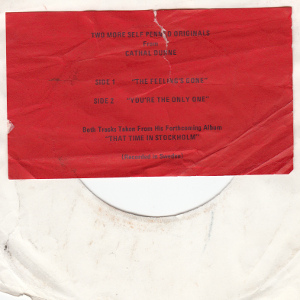 TWO MORE SELF PENNED ORIGINALS
From
CATHAL DUNNE
SIDE 1 "THE FEELING'S GONE"
SIDE 2 "YOU'RE THE ONLY ONE"
Both Tracks Taken From His Forthcoming Album
"THAT TIME IN STOCKHOLM"